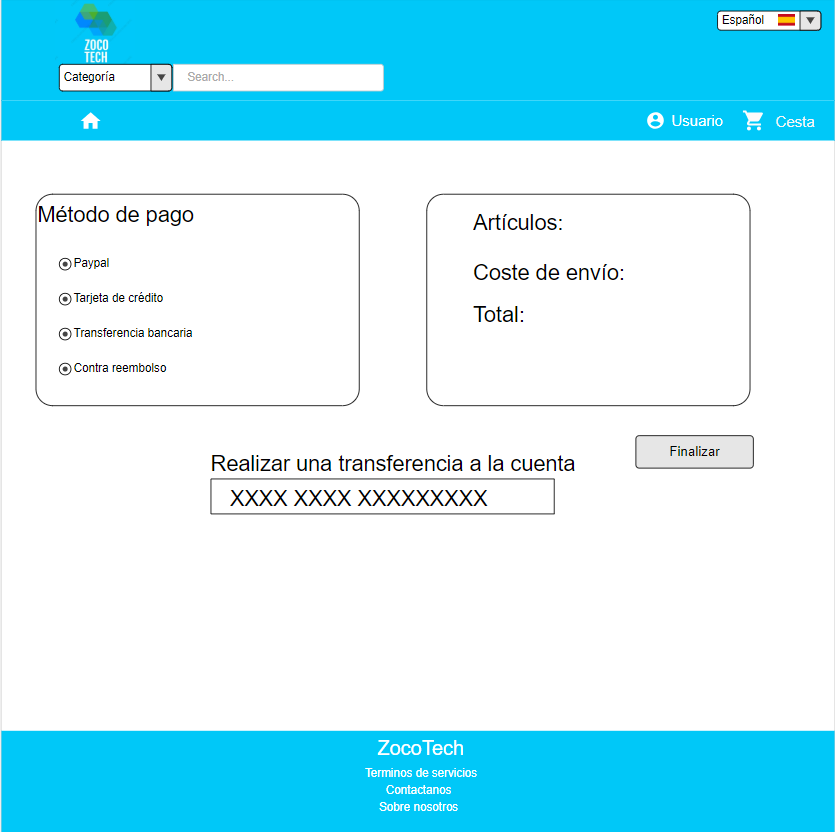 ZOCO
TECH
Español
Categoría
Search...
Usuario
Cesta
Método de pago
Paypal
Tarjeta de crédito
Transferencia bancaria
Contra reembolso
Artículos:
Coste de envío:
Total:
Finalizar
Realizar una transferencia a la cuenta
XXXX XXXX XXXXXXXXX
ZocoTech
Terminos de servicios
Contactanos
Sobre nosotros